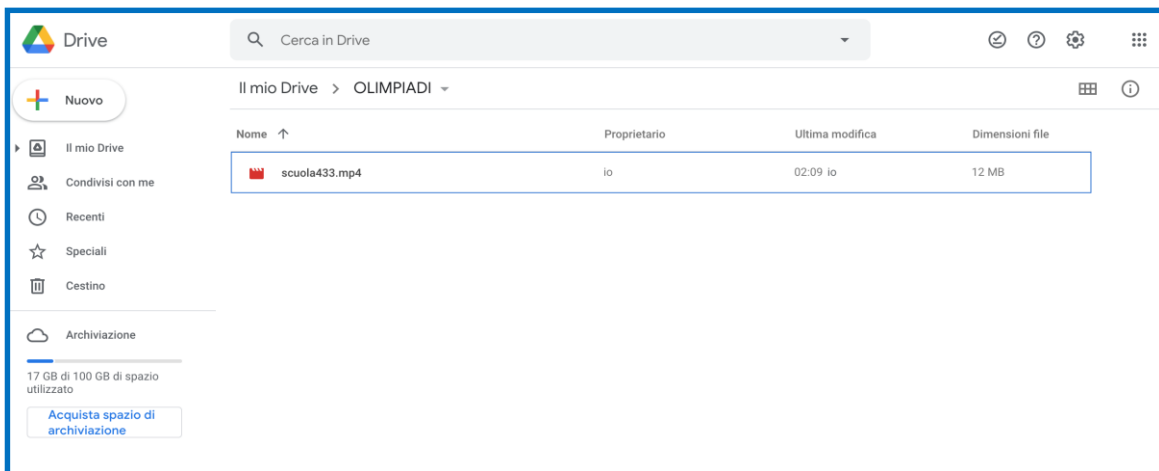 Drive
Cerca in Drive
Nuovo
Il mio Drive > OLIMPIADI
Nome Proprietario Ultima modifica Dimensioni file
Il mio Drive
scuola433.mp4 io 02:09 io 12 MB
Condivisi con me
Recenti
Speciali
Cestino
Archiviazione
17 GB di 100 GB di spazio
utilizzato
Acquista spazio di
archiviazione